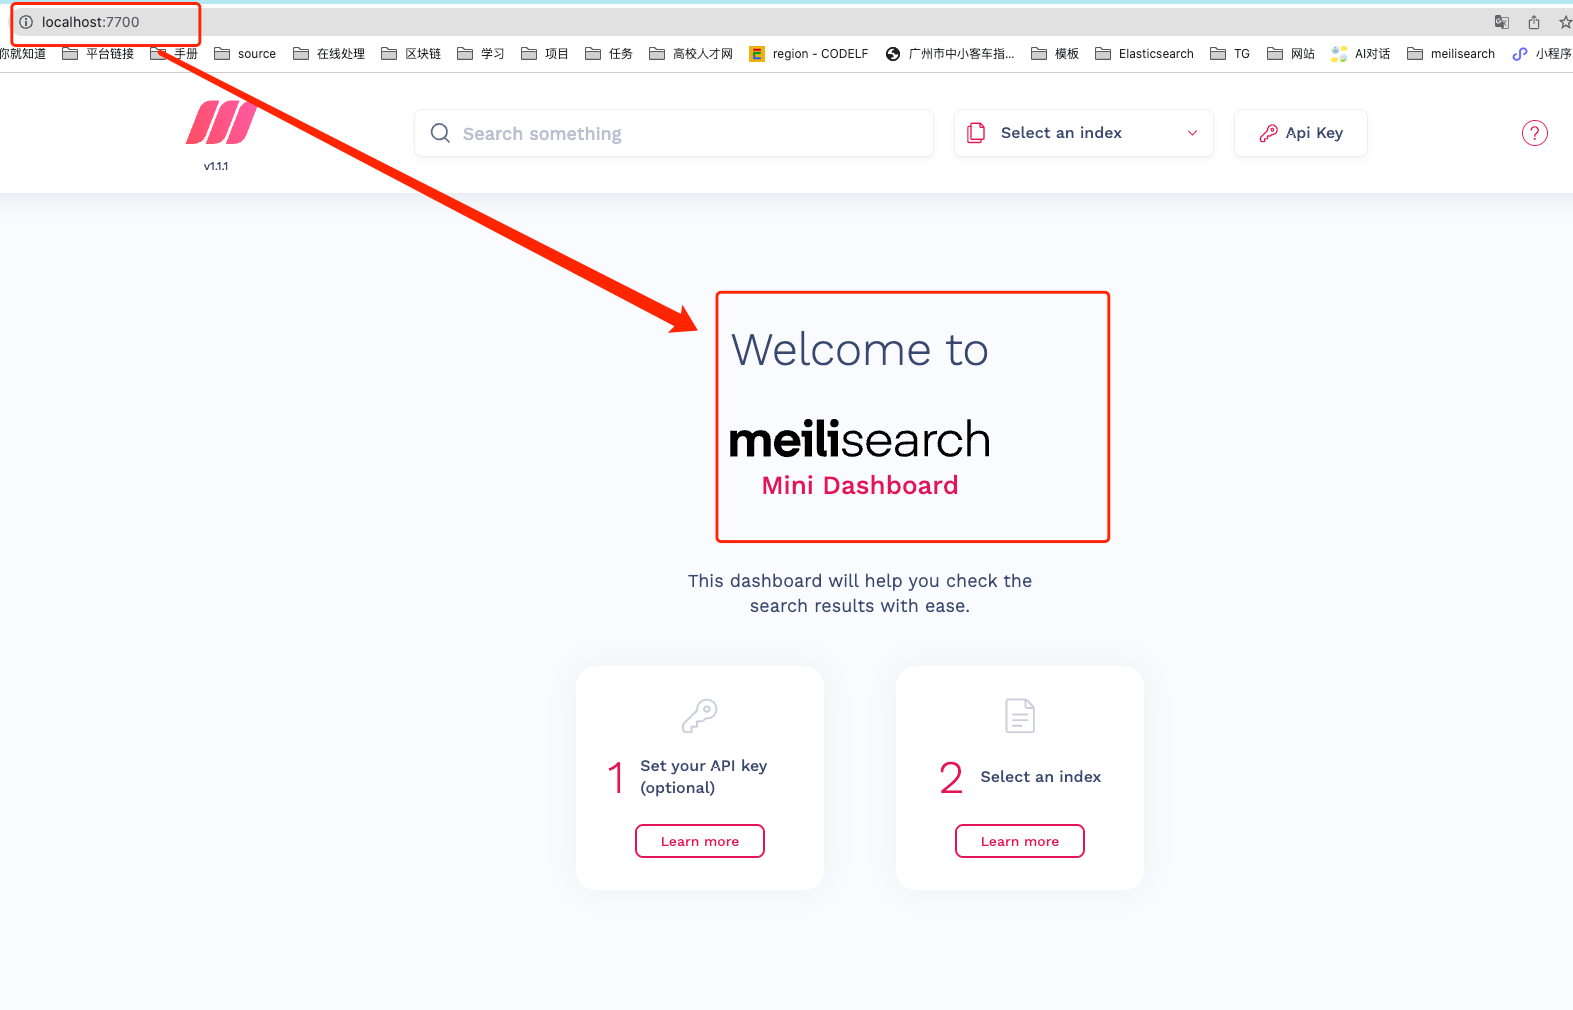 localhost:7700
你就知道 平台链接 手册 source 在线处理 区块链 学习 项目 任务 高校人才网 region - CODELF 广州市中小客车指... 模板 Elasticsearch TG 网站 AI对话 meilisearch 小程序
Search something Select an index Api Key ?
v1.1.1
Welcome to
meilisearch
Mini Dashboard
This dashboard will help you check the
search results with ease.
1 Set your API key
(optional)
Learn more
2 Select an index
Learn more